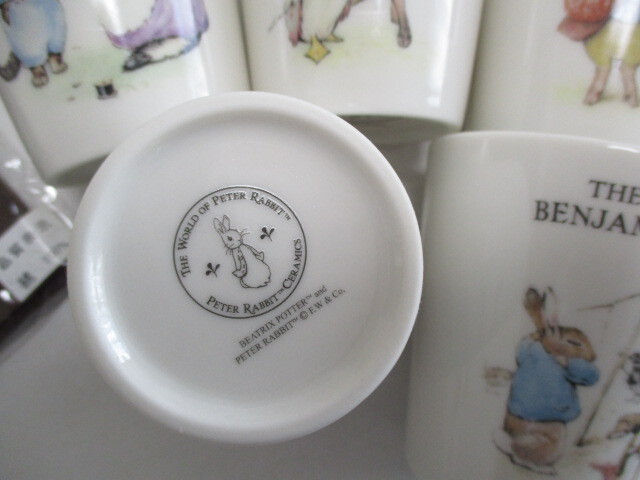 THE WORLD OF PETER RABBIT™
PETER RABBIT™ CERAMICS
BEATRIX POTTER™ and
PETER RABBIT™ © F.W. & Co.
THE
BENJAM